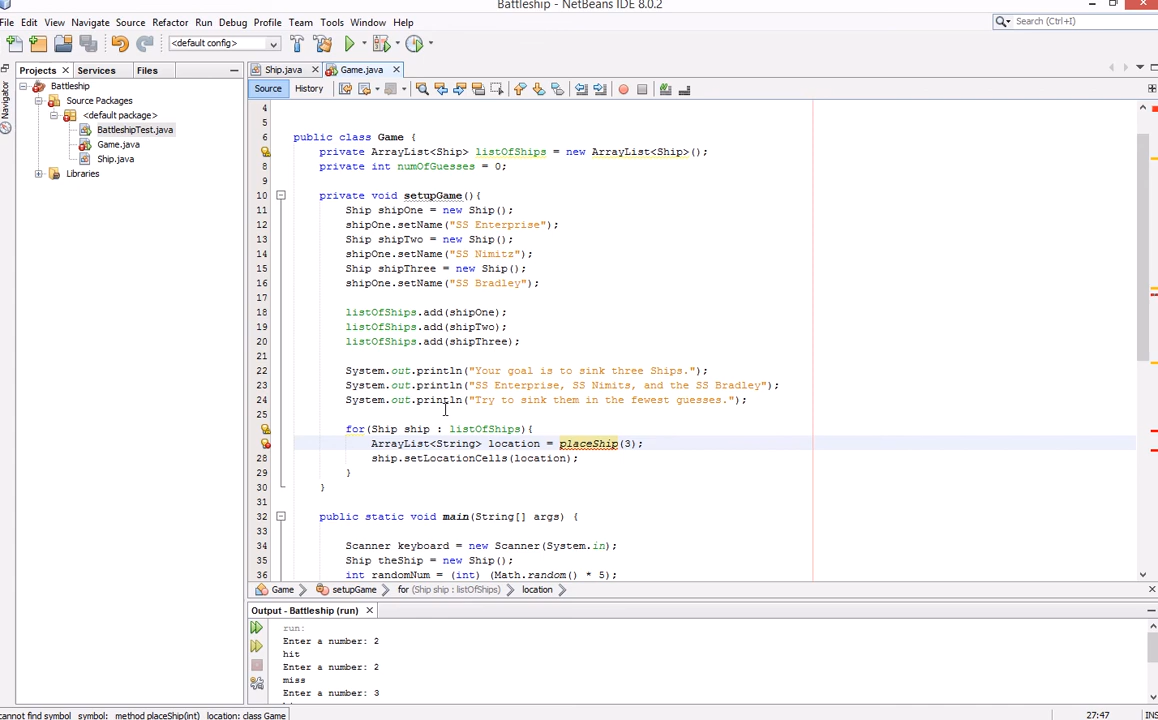 Battleship - NetBeans IDE 8.0.2
File Edit View Navigate Source Refactor Run Debug Profile Team Tools Window Help
Search (Ctrl+I)
<default config>
Projects Services Files
Ship.java Game.java
Source History
Navigator
Battleship
Source Packages
<default package>
BattleshipTest.java
Game.java
Ship.java
Libraries
4
5
6 public class Game {
private ArrayList<Ship> listOfShips = new ArrayList<Ship>();
8 private int numOfGuesses = 0;
9
10 private void setupGame(){
11 Ship shipOne = new Ship();
12 shipOne.setName("SS Enterprise");
13 Ship shipTwo = new Ship();
14 shipOne.setName("SS Nimitz");
15 Ship shipThree = new Ship();
16 shipOne.setName("SS Bradley");
17
18 listOfShips.add(shipOne);
19 listOfShips.add(shipTwo);
20 listOfShips.add(shipThree);
21
22 System.out.println("Your goal is to sink three Ships.");
23 System.out.println("SS Enterprise, SS Nimits, and the SS Bradley");
24 System.out.println("Try to sink them in the fewest guesses.");
25
for(Ship ship : listOfShips){
ArrayList<String> location = placeShip(3);
28 ship.setLocationCells(location);
29 }
30 }
31
32 public static void main(String[] args) {
33
34 Scanner keyboard = new Scanner(System.in);
35 Ship theShip = new Ship();
36 int randomNum = (int) (Math.random() * 5);
Game setupGame for (Ship ship : listOfShips) location
Output - Battleship (run)
run:
Enter a number: 2
hit
Enter a number: 2
miss
Enter a number: 3
cannot find symbol symbol: method placeShip(int) location: class Game
27:47 INS